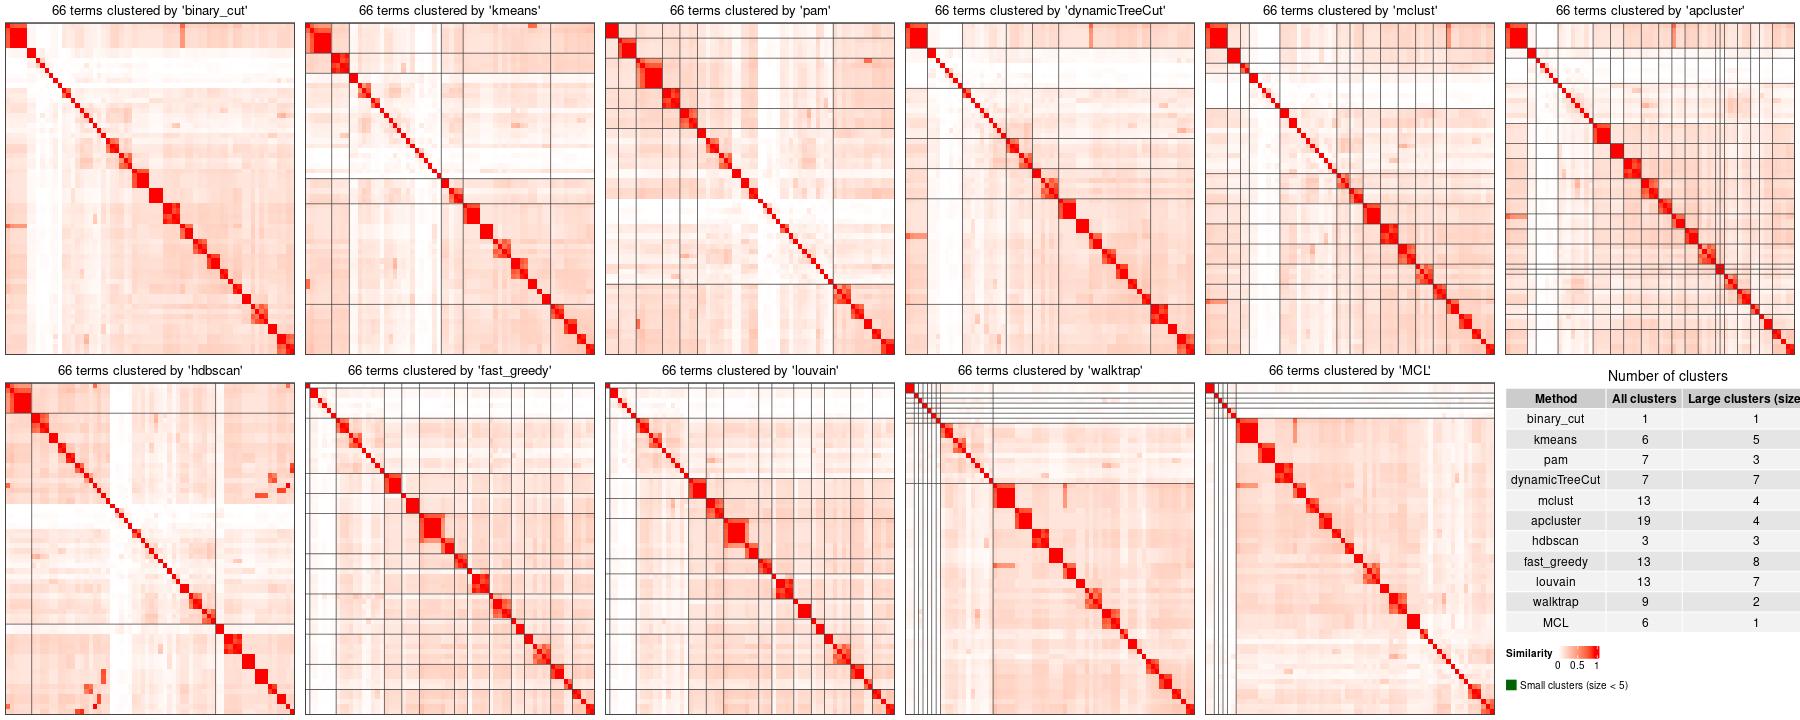 66 terms clustered by 'binary_cut'
66 terms clustered by 'kmeans'
66 terms clustered by 'pam'
66 terms clustered by 'dynamicTreeCut'
66 terms clustered by 'mclust'
66 terms clustered by 'apcluster'
66 terms clustered by 'hdbscan'
66 terms clustered by 'fast_greedy'
66 terms clustered by 'louvain'
66 terms clustered by 'walktrap'
66 terms clustered by 'MCL'
Number of clusters
Method All clusters Large clusters (size
binary_cut 1 1
kmeans 6 5
pam 7 3
dynamicTreeCut 7 7
mclust 13 4
apcluster 19 4
hdbscan 3 3
fast_greedy 13 8
louvain 13 7
walktrap 9 2
MCL 6 1
Similarity
0 0.5 1
Small clusters (size < 5)